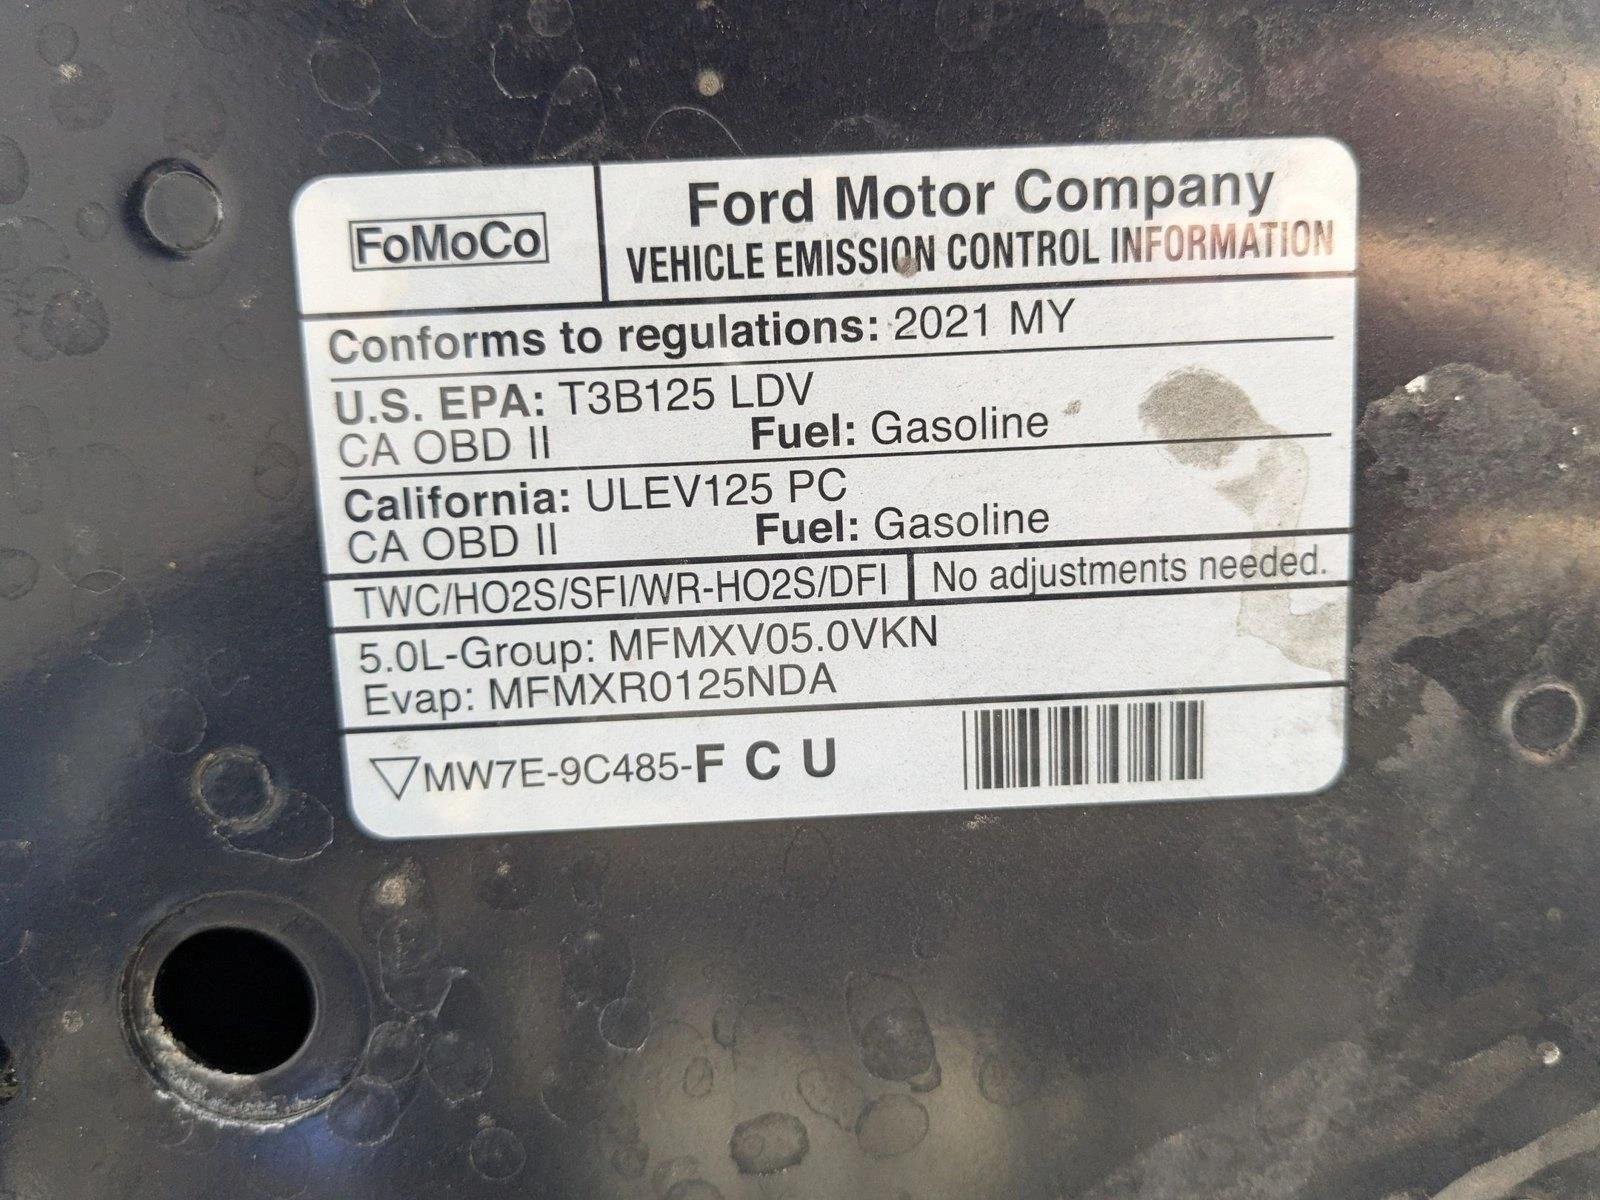 FoMoCo
Ford Motor Company
VEHICLE EMISSION CONTROL INFORMATION
Conforms to regulations: 2021 MY
U.S. EPA: T3B125 LDV
CA OBD II Fuel: Gasoline
California: ULEV125 PC
CA OBD II Fuel: Gasoline
TWC/HO2S/SFI/WR-HO2S/DFI No adjustments needed.
5.0L-Group: MFMXV05.0VKN
Evap: MFMXR0125NDA
MW7E-9C485-F C U